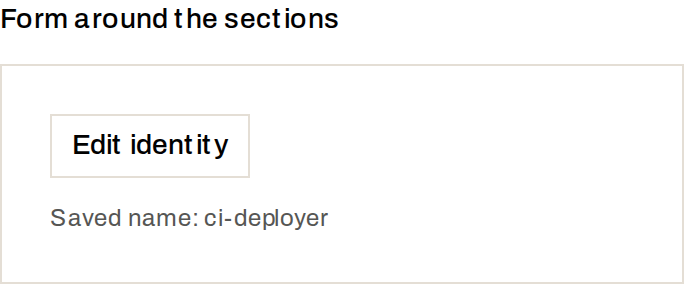 Form around the sections
Edit identity
Saved name: ci-deployer